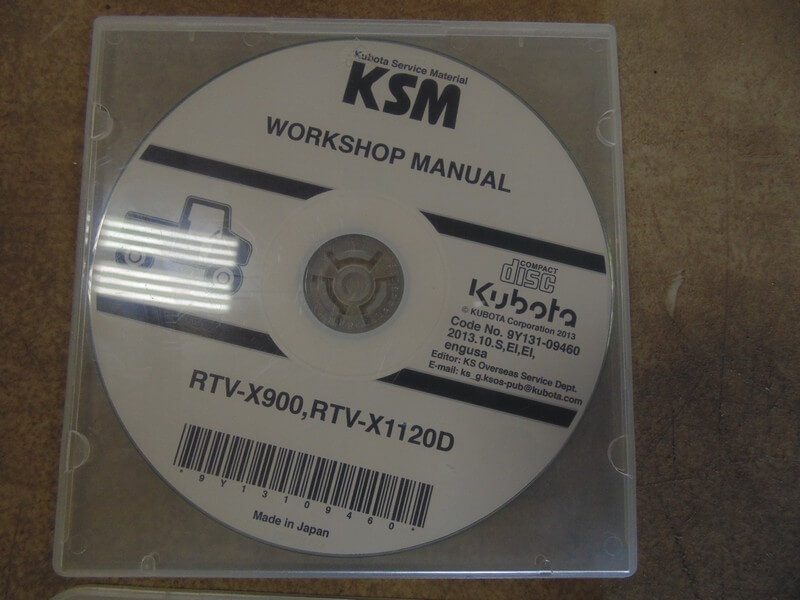 Kubota Service Material
KSM
WORKSHOP MANUAL
COMPACT
disc
Kubota
© KUBOTA Corporation 2013
Code No. 9Y131-09460
2013.10.S,EI,EI,
engusa
Editor: KS Overseas Service Dept.
E-mail: ks_g.ksos-pub@kubota.com
RTV-X900,RTV-X1120D
*9Y13109460*
Made in Japan